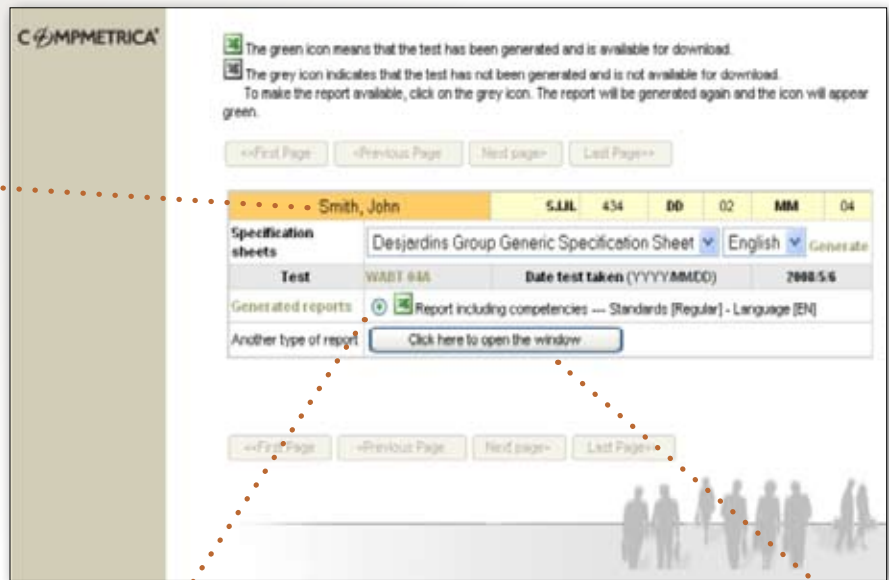 COMPMETRICA
The green icon means that the test has been generated and is available for download.
The grey icon indicates that the test has not been generated and is not available for download.
To make the report available, click on the grey icon. The report will be generated again and the icon will appear
green.
<<First Page <Previous Page Next page> Last Page>>
Smith, John S.I./L. 434 DD 02 MM 04
Specification
sheets
Desjardins Group Generic Specification Sheet English Generate
Test WABT 04A Date test taken (YYYY/MM/DD) 2008/5/6
Generated reports Report including competencies --- Standards [Regular] - Language [EN]
Another type of report Click here to open the window
<<First Page <Previous Page Next page> Last Page>>